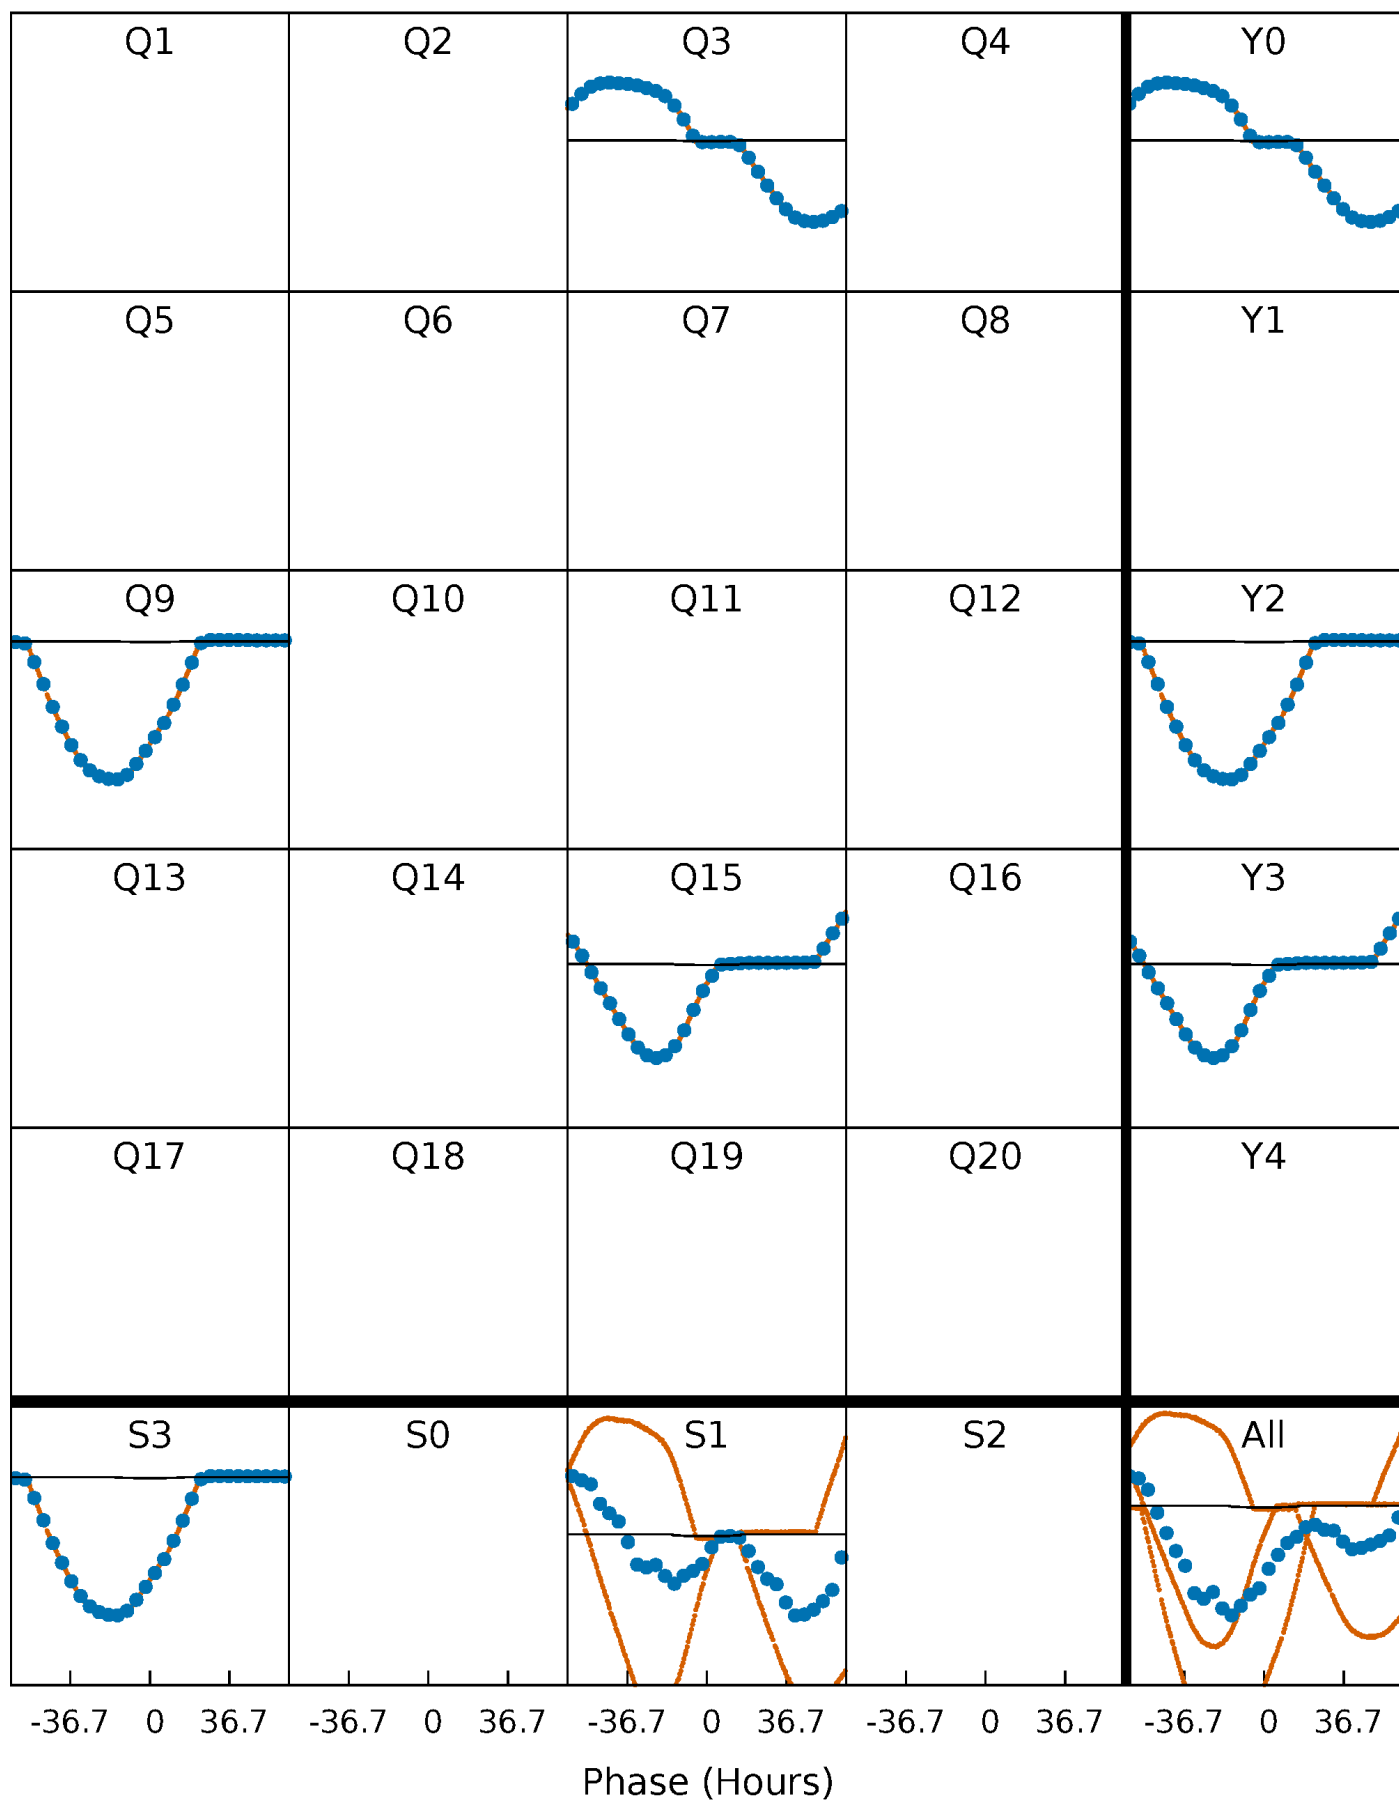 Q1 Q2 Q3 Q4 Y0
Q5 Q6 Q7 Q8 Y1
Q9 Q10 Q11 Q12 Y2
Q13 Q14 Q15 Q16 Y3
Q17 Q18 Q19 Q20 Y4
S3 S0 S1 S2 All
-36.7 0 36.7 -36.7 0 36.7 -36.7 0 36.7 -36.7 0 36.7 -36.7 0 36.7
Phase (Hours)